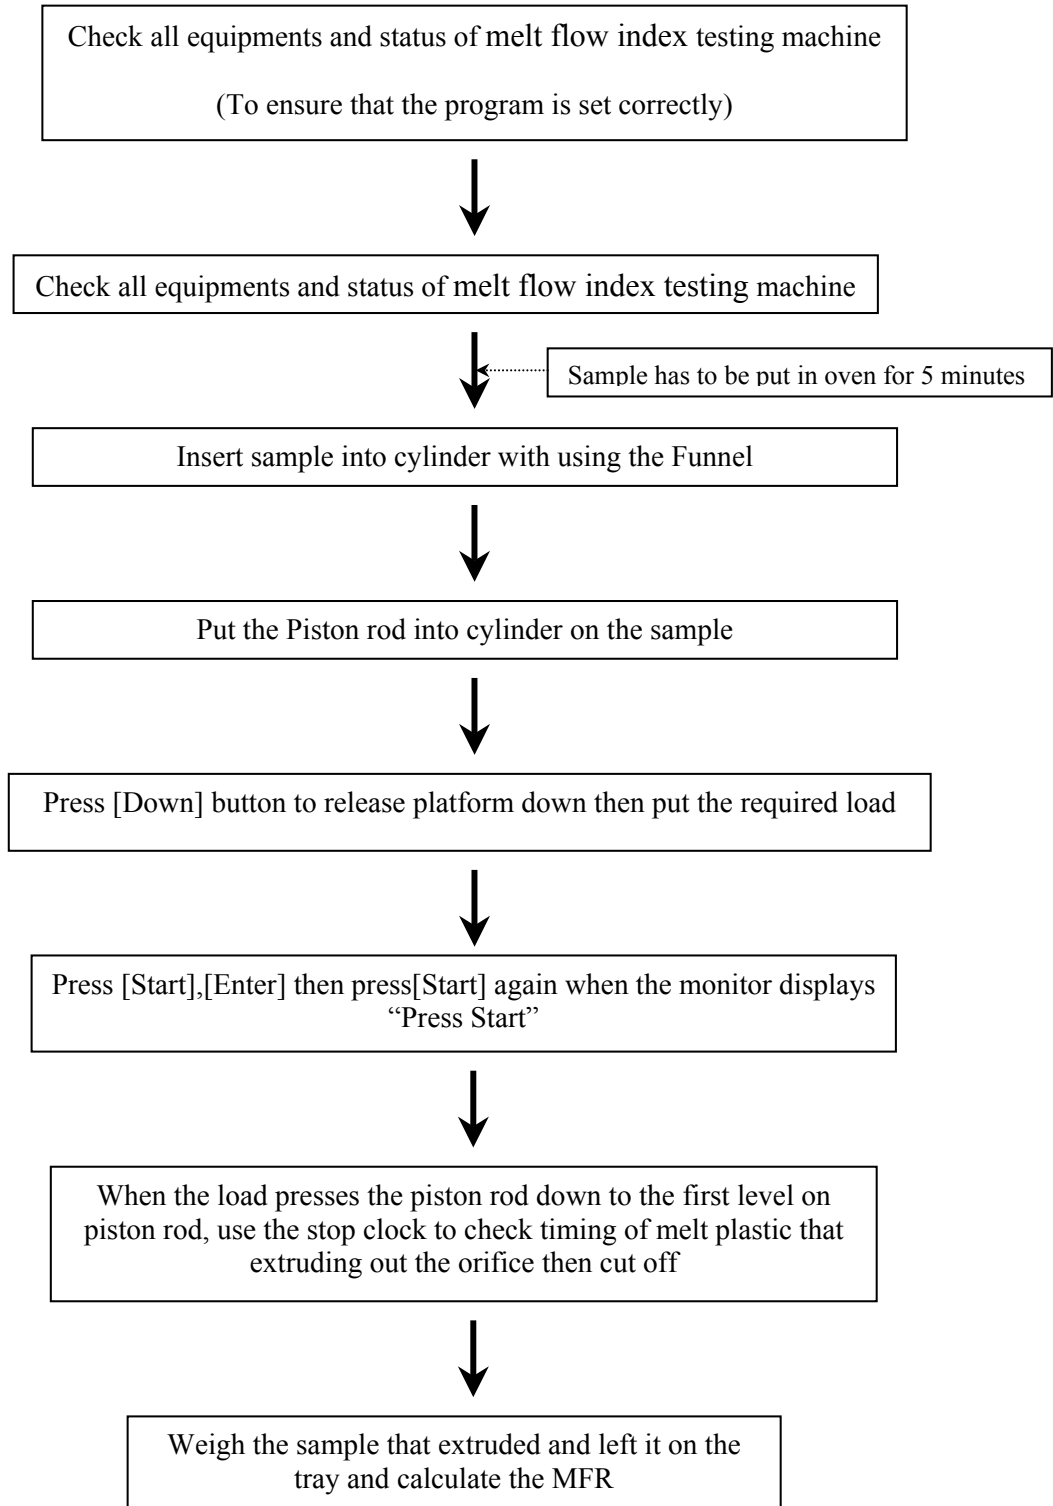 Check all equipments and status of melt flow index testing machine
(To ensure that the program is set correctly)
Check all equipments and status of melt flow index testing machine
Sample has to be put in oven for 5 minutes
Insert sample into cylinder with using the Funnel
Put the Piston rod into cylinder on the sample
Press [Down] button to release platform down then put the required load
Press [Start],[Enter] then press[Start] again when the monitor displays
“Press Start”
When the load presses the piston rod down to the first level on
piston rod, use the stop clock to check timing of melt plastic that
extruding out the orifice then cut off
Weigh the sample that extruded and left it on the
tray and calculate the MFR